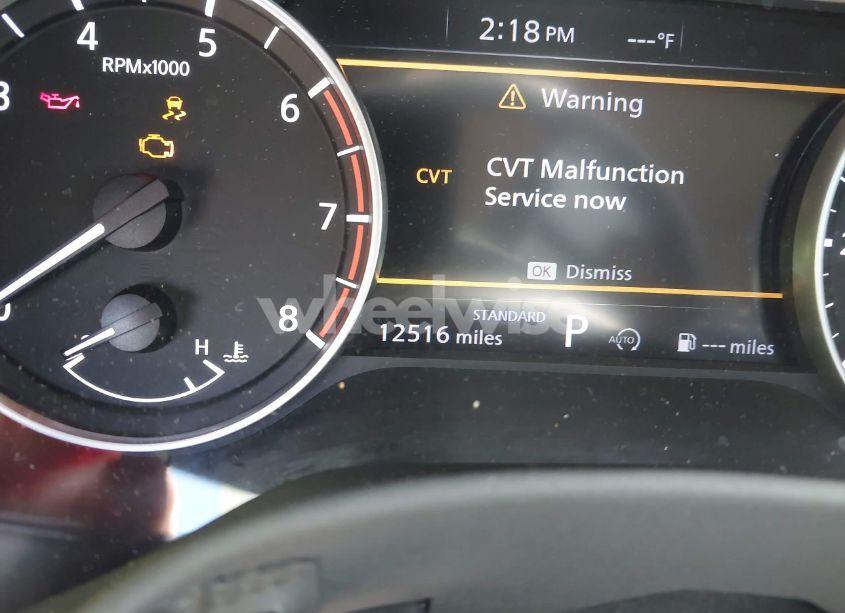 2:18 PM
---°F
4
5
RPMx1000
3
6
Warning
CVT
CVT Malfunction
Service now
7
OK Dismiss
wheelwise
8
STANDARD
12516 miles
P
AUTO
--- miles
H